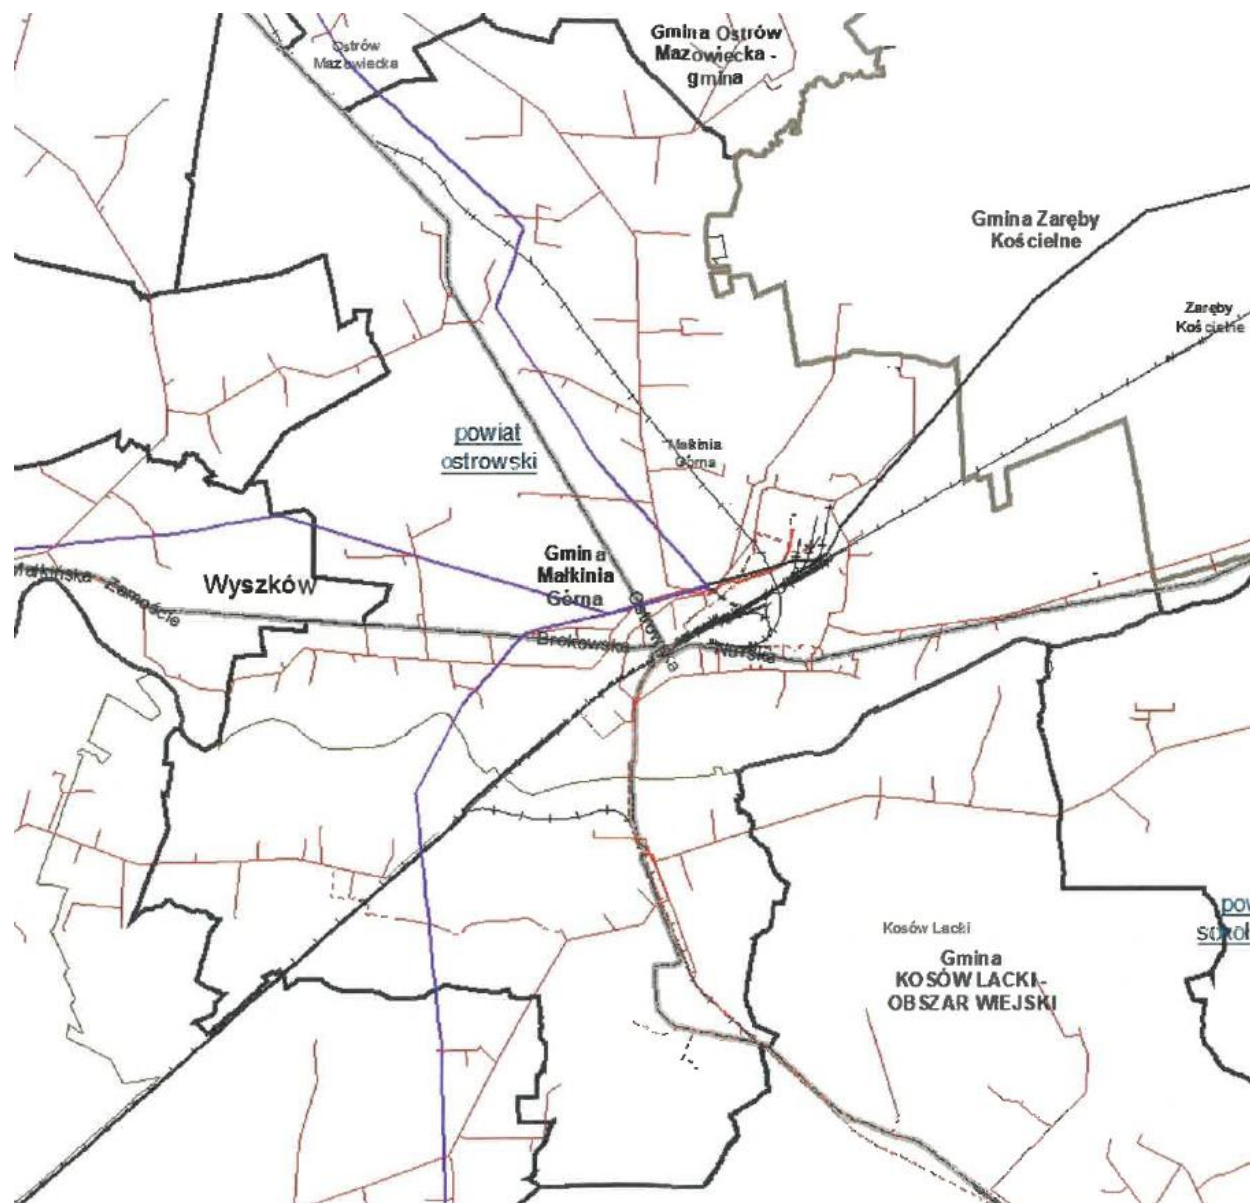 Ostrów
Mazowiecka
Gmina Ostrów
Mazowiecka -
gmina
Gmina Zaręby
Kościelne
Zaręby
Kościelne
powiat
ostrowski
Małkinia
Górna
Gmina
Małkinia
Górna
Małkińska
Zamoście
Wyszków
Brokowska
Nurska
Kosów Lacki
Gmina
KOSÓW LACKI -
OBSZAR WIEJSKI